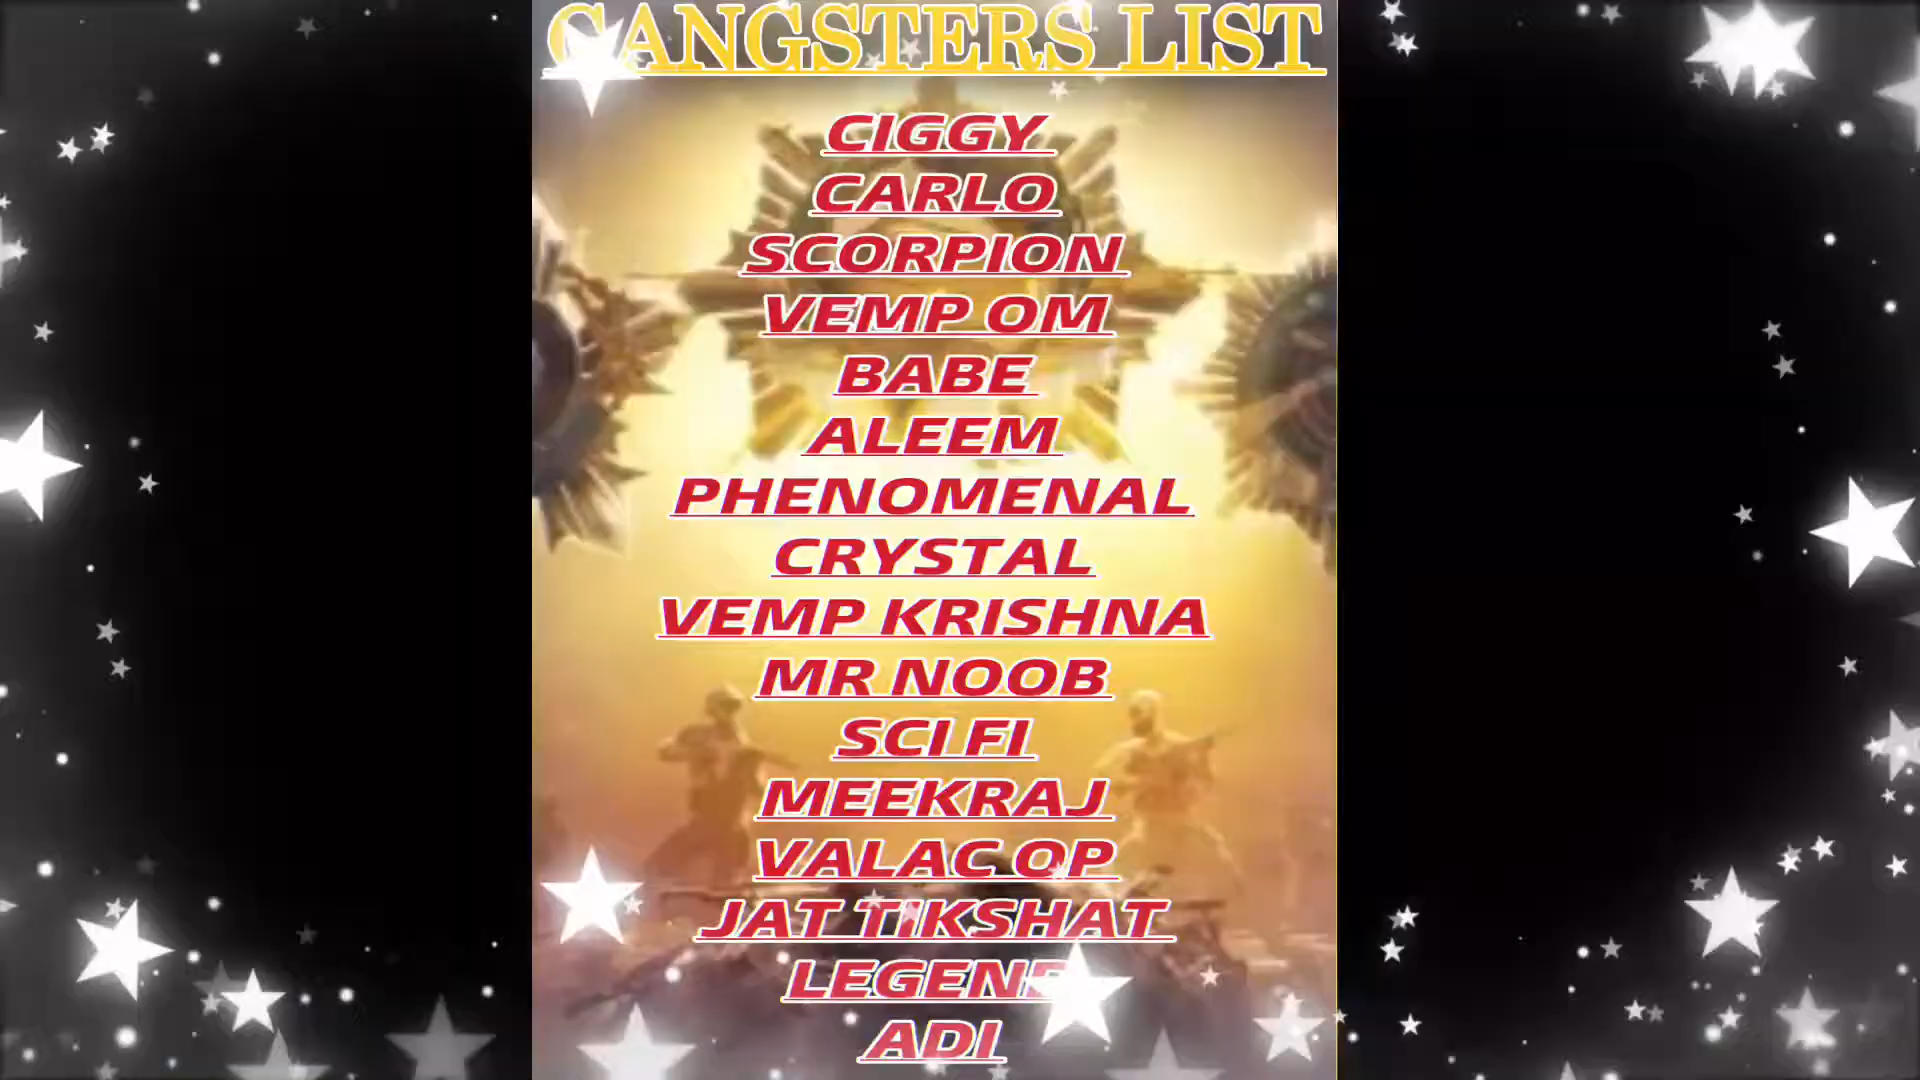 GANGSTERS LIST
CIGGY
CARLO
SCORPION
VEMP OM
BABE
ALEEM
PHENOMENAL
CRYSTAL
VEMP KRISHNA
MR NOOB
SCI FI
MEEKRAJ
VALAC OP
JAT TIKSHAT
LEGEND
ADI